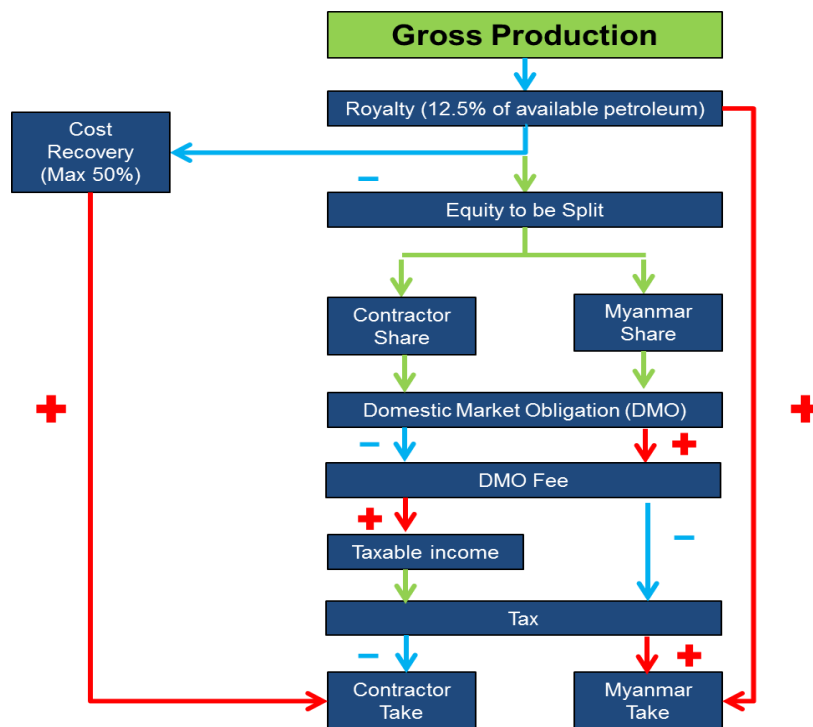 Gross Production
Royalty (12.5% of available petroleum)
Cost
Recovery
(Max 50%)
–
Equity to be Split
Contractor
Share
Myanmar
Share
+
+
Domestic Market Obligation (DMO)
–
+
DMO Fee
+
–
Taxable income
Tax
–
+
Contractor
Take
Myanmar
Take